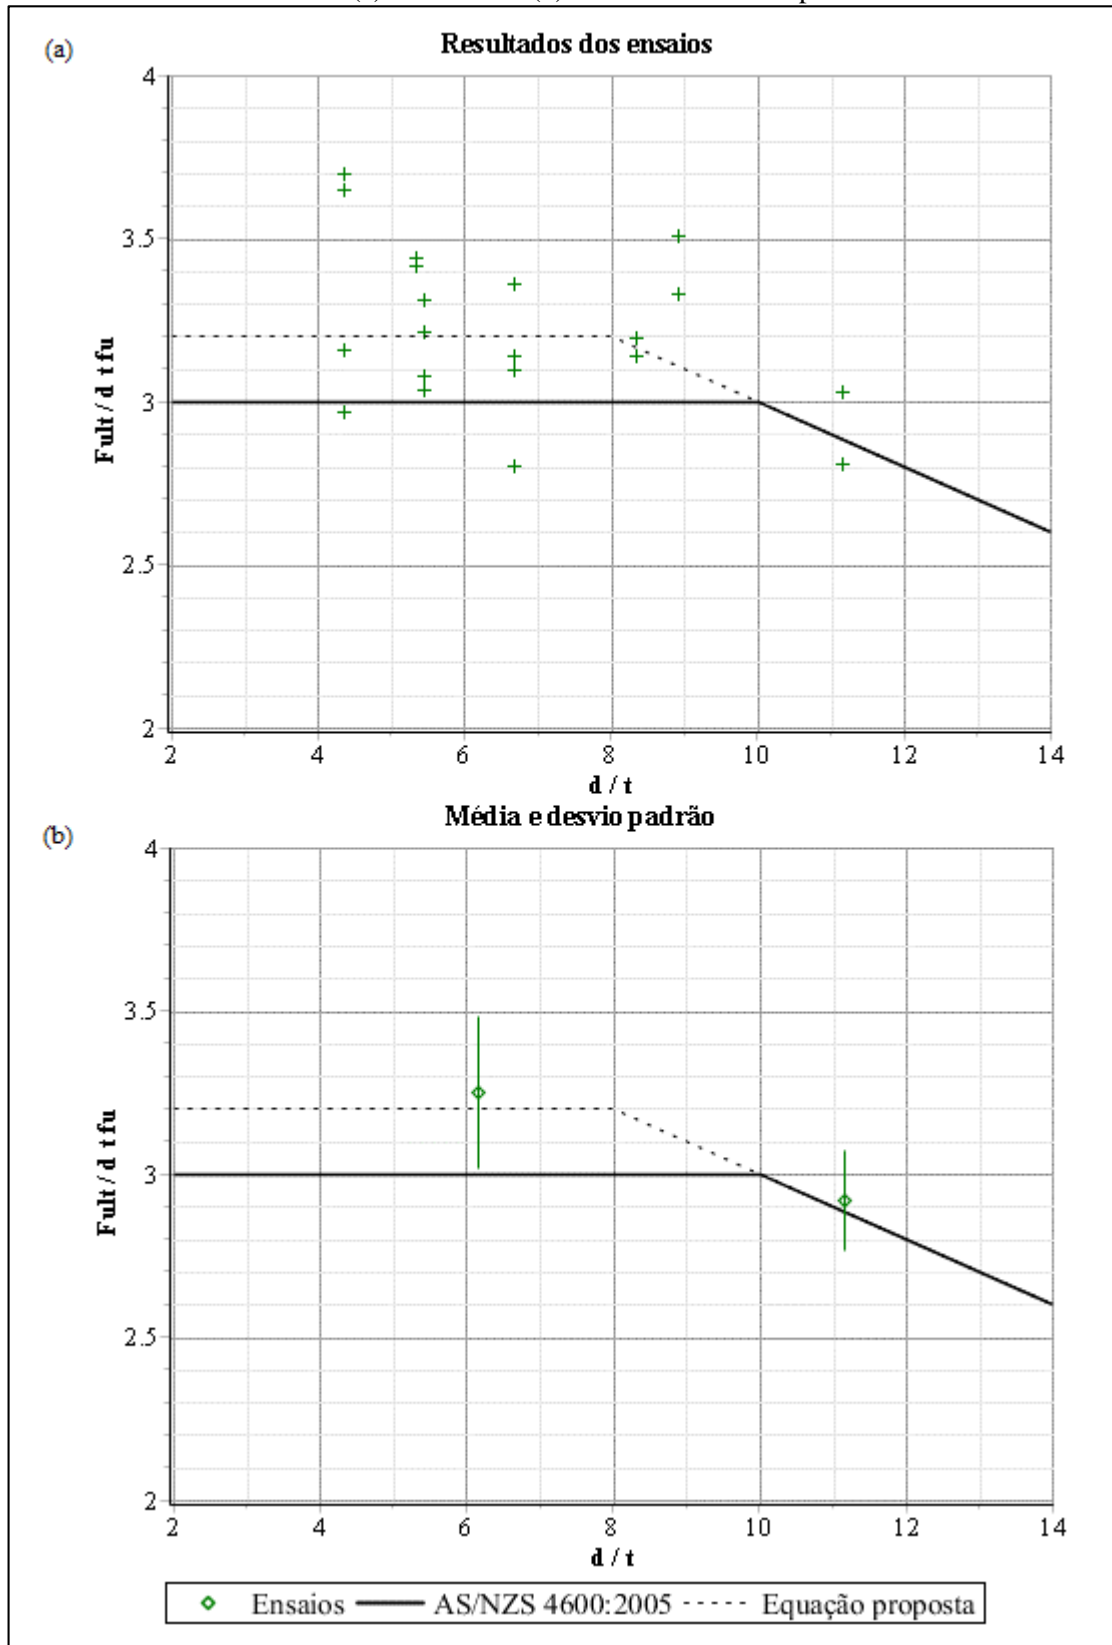 (a)
Resultados dos ensaios
4
3.5
3
2.5
2
Fult / d t fu
2 4 6 8 10 12 14
d / t
(b)
Média e desvio padrão
4
3.5
3
2.5
2
Fult / d t fu
2 4 6 8 10 12 14
d / t
Ensaios AS/NZS 4600:2005 Equação proposta